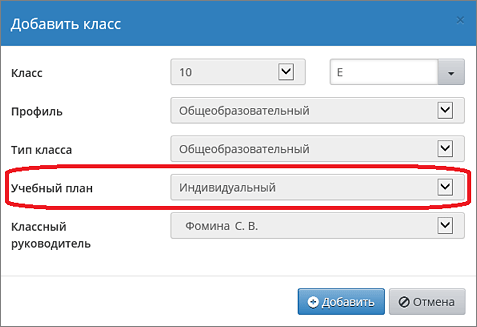 Добавить класс ×
Класс 10 Е
Профиль Общеобразовательный
Тип класса Общеобразовательный
Учебный план Индивидуальный
Классный Фомина С. В.
руководитель
Добавить Отмена